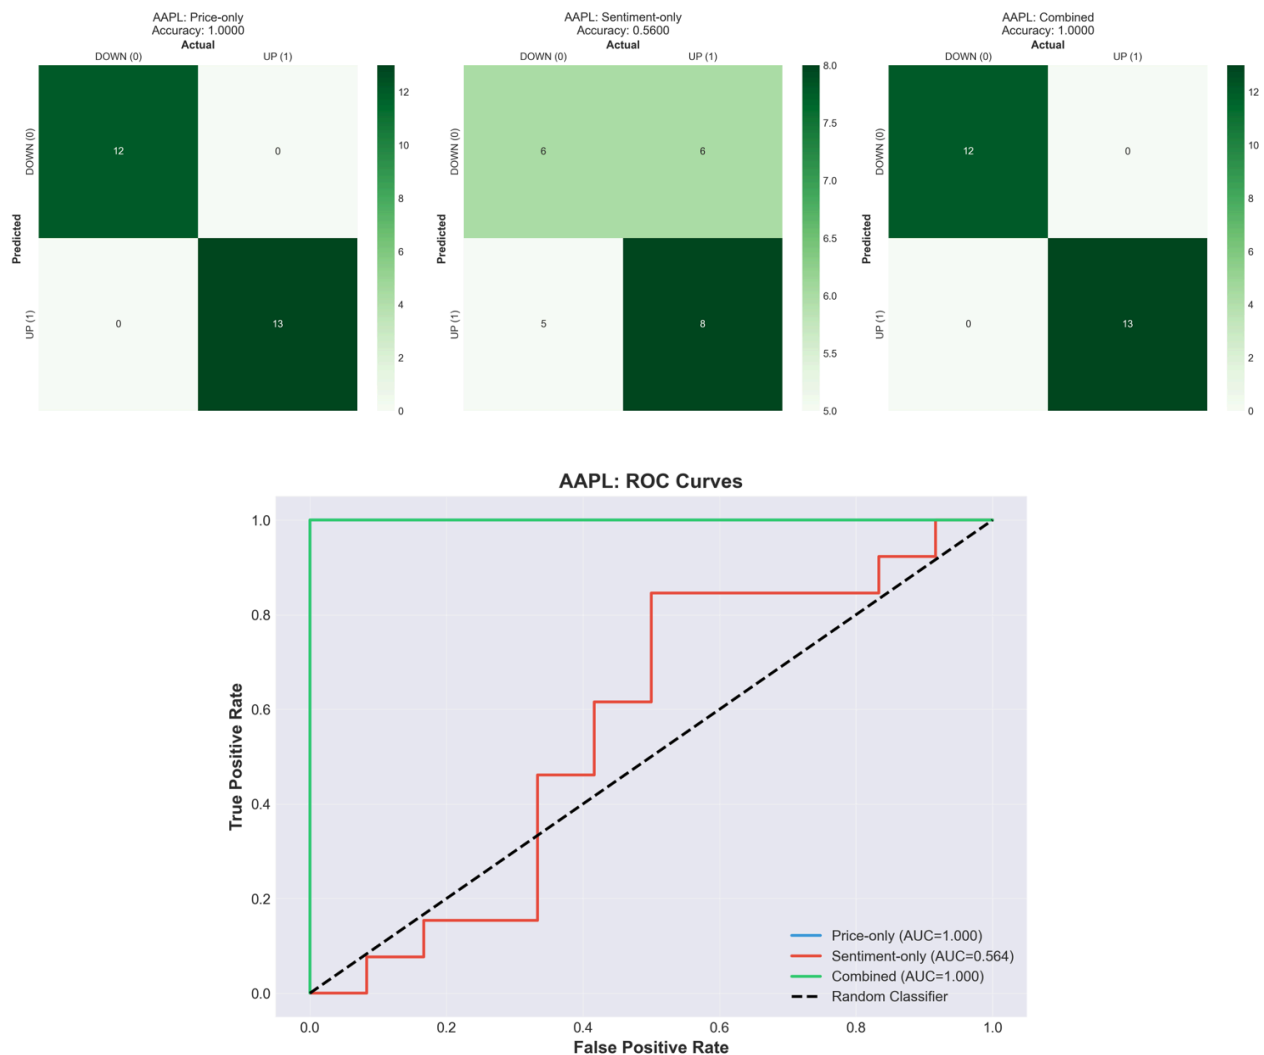 AAPL: Price-only
Accuracy: 1.0000
Actual
DOWN (0)
UP (1)
Predicted
DOWN (0)
UP (1)
12
0
0
13
12
10
8
6
4
2
0
AAPL: Sentiment-only
Accuracy: 0.5600
Actual
DOWN (0)
UP (1)
Predicted
DOWN (0)
UP (1)
6
6
5
8
8.0
7.5
7.0
6.5
6.0
5.5
5.0
AAPL: Combined
Accuracy: 1.0000
Actual
DOWN (0)
UP (1)
Predicted
DOWN (0)
UP (1)
12
0
0
13
12
10
8
6
4
2
0
AAPL: ROC Curves
True Positive Rate
1.0
0.8
0.6
0.4
0.2
0.0
Price-only (AUC=1.000)
Sentiment-only (AUC=0.564)
Combined (AUC=1.000)
Random Classifier
0.0
0.2
0.4
0.6
0.8
1.0
False Positive Rate